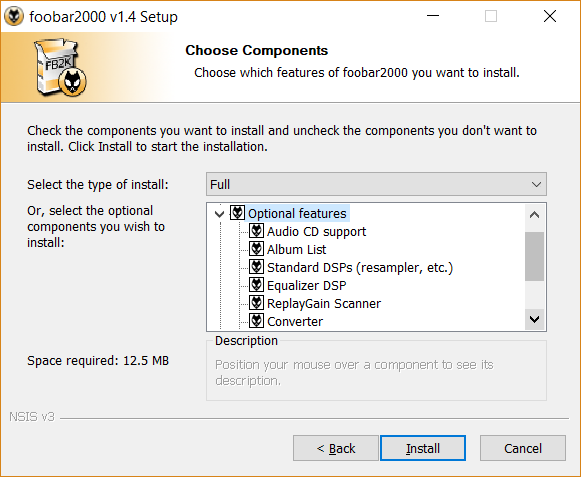 foobar2000 v1.4 Setup
FB2K
Choose Components
Choose which features of foobar2000 you want to install.
Check the components you want to install and uncheck the components you don't want to
install. Click Install to start the installation.
Select the type of install:
Full
Or, select the optional
components you wish to
install:
Optional features
Audio CD support
Album List
Standard DSPs (resampler, etc.)
Equalizer DSP
ReplayGain Scanner
Converter
Space required: 12.5 MB
Description
Position your mouse over a component to see its
description.
NSIS v3
< Back
Install
Cancel